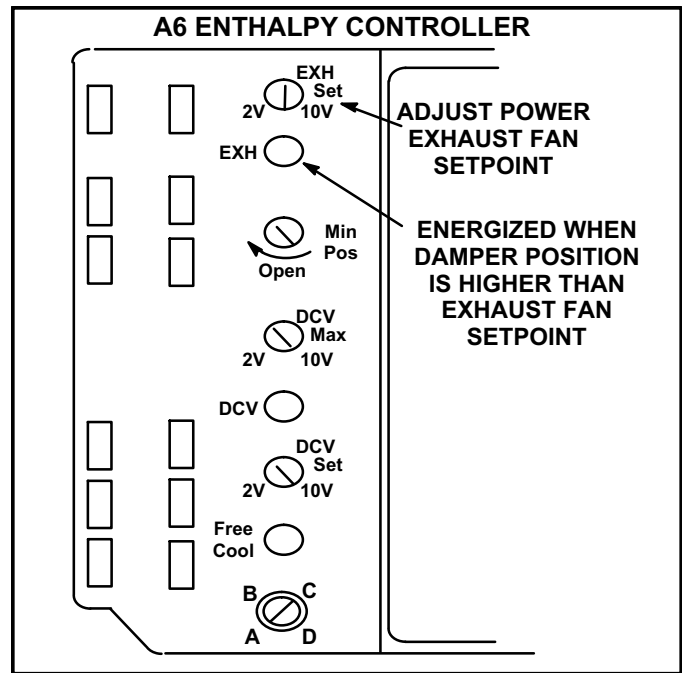 A6 ENTHALPY CONTROLLER
EXH
Set
2V 10V
ADJUST POWER
EXHAUST FAN
SETPOINT
EXH
ENERGIZED WHEN
DAMPER POSITION
IS HIGHER THAN
EXHAUST FAN
SETPOINT
Min
Pos
Open
DCV
Max
2V 10V
DCV
DCV
Set
2V 10V
Free
Cool
B C
A D